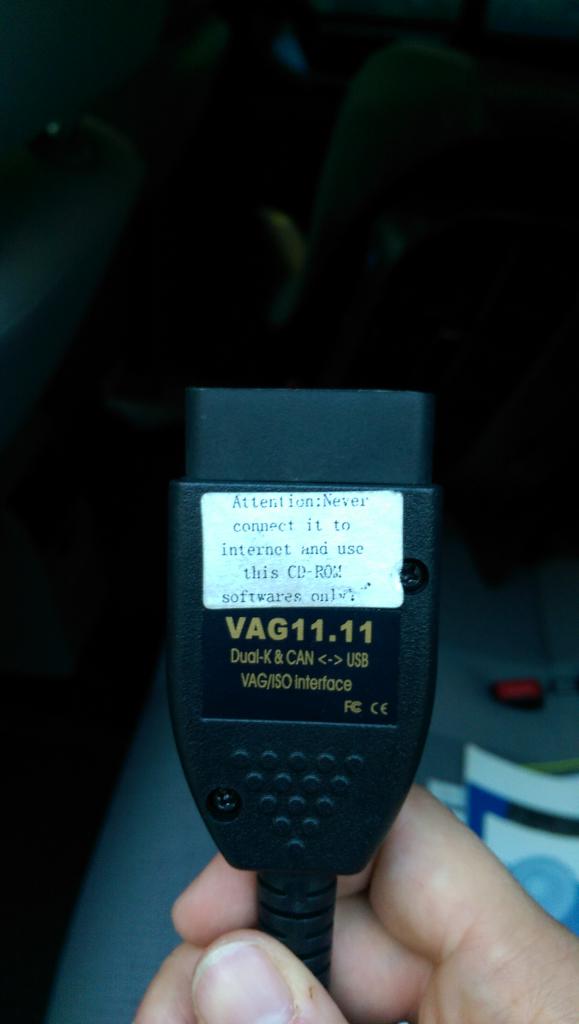 Attention:Never
connect it to
internet and use
this CD-ROM
softwares only!
VAG11.11
Dual-K & CAN <-> USB
VAG/ISO interface
FC CE